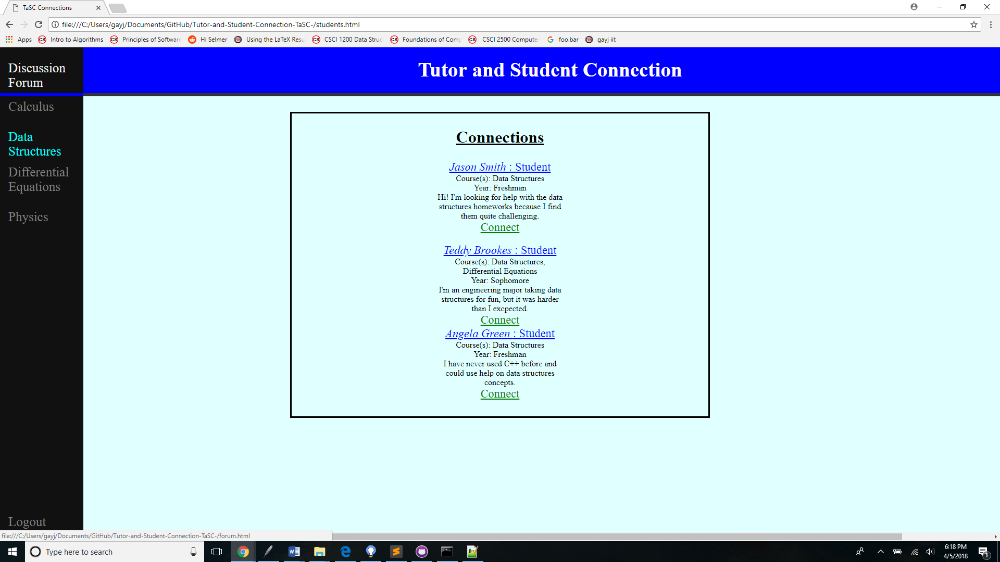 TaSC Connections
file:///C:/Users/gayj/Documents/GitHub/Tutor-and-Student-Connection-TaSC-/students.html
Apps Intro to Algorithms Principles of Software Hi Selmer Using the LaTeX Resu CSCI 1200 Data Struc Foundations of Comp CSCI 2500 Computer foo.bar gayj iit
Discussion
Forum
Tutor and Student Connection
Calculus
Data
Structures
Differential
Equations
Physics
Logout
Connections
Jason Smith : Student
Course(s): Data Structures
Year: Freshman
Hi! I'm looking for help with the data
structures homeworks because I find
them quite challenging.
Connect
Teddy Brookes : Student
Course(s): Data Structures,
Differential Equations
Year: Sophomore
I'm an engineering major taking data
structures for fun, but it was harder
than I excpected.
Connect
Angela Green : Student
Course(s): Data Structures
Year: Freshman
I have never used C++ before and
could use help on data structures
concepts.
Connect
file:///C:/Users/gayj/Documents/GitHub/Tutor-and-Student-Connection-TaSC-/forum.html
Type here to search
6:18 PM
4/5/2018
1